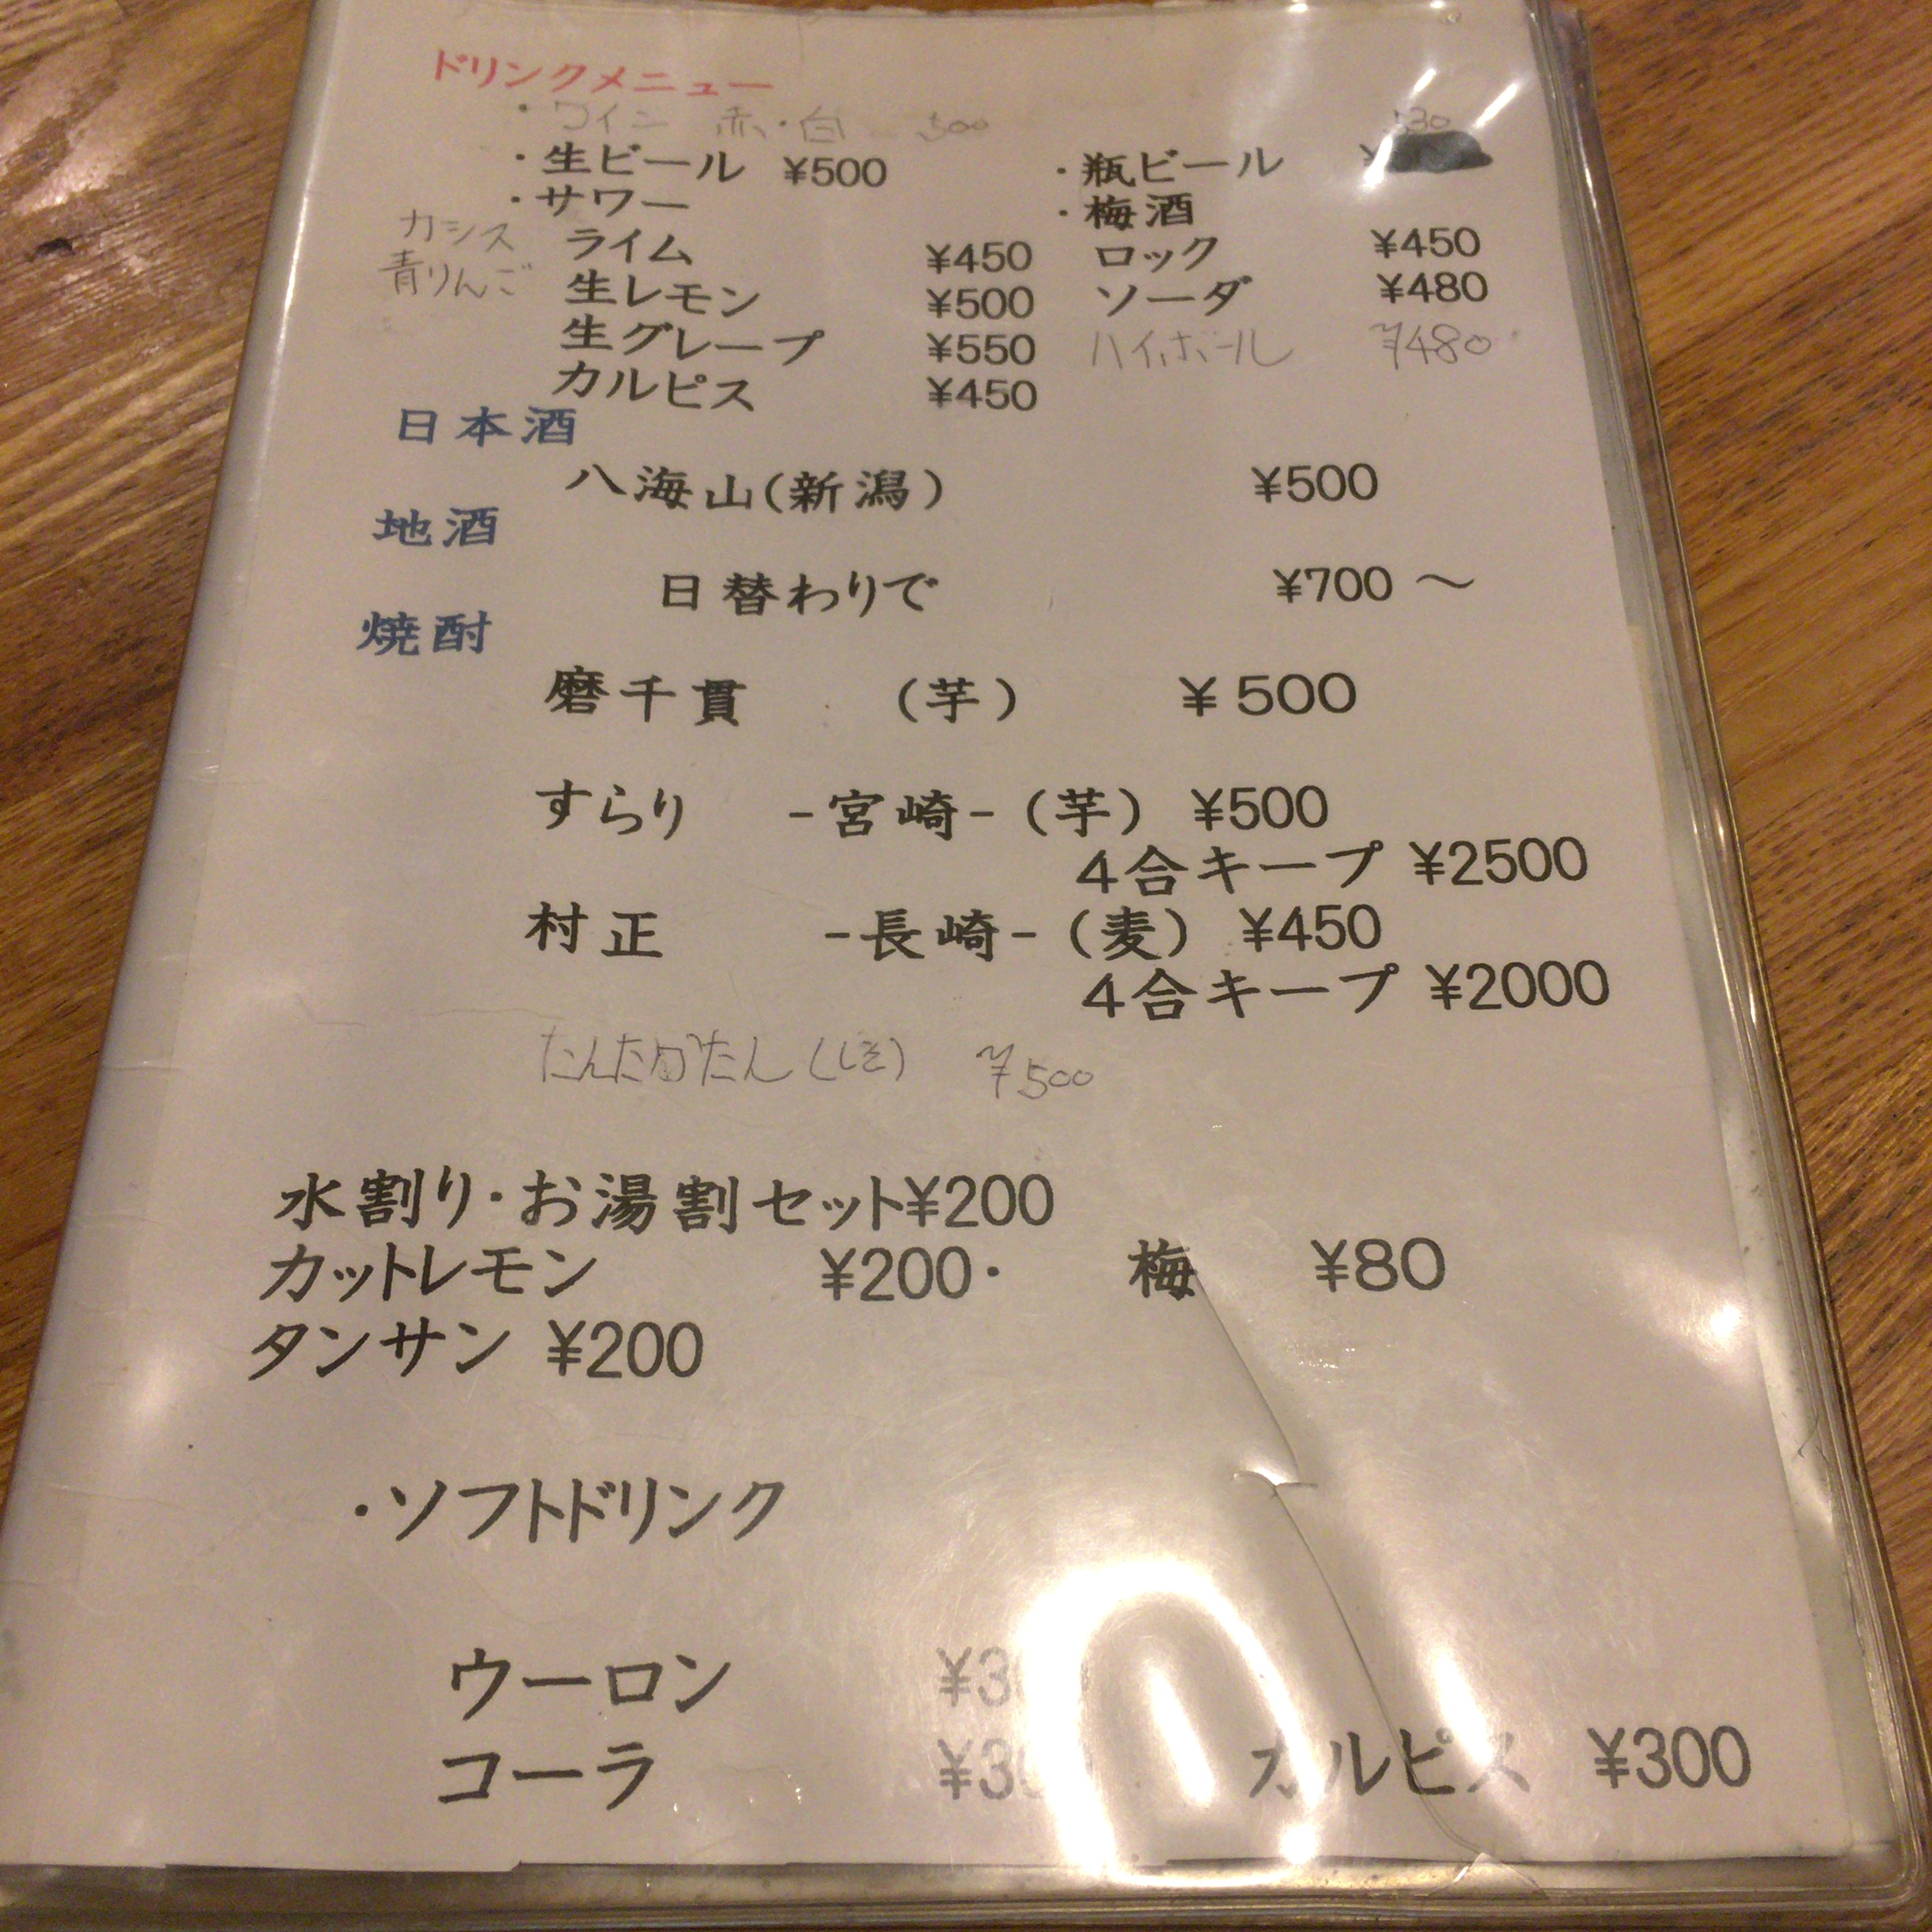 ドリンクメニュー
・ワイン 赤・白 500
・生ビール ¥500 ・瓶ビール ¥ 530
・サワー ・梅酒
カシス ライム ¥450 ロック ¥450
青りんご 生レモン ¥500 ソーダ ¥480
生グレープ ¥550 ハイボール ¥480
カルピス ¥450
日本酒
八海山(新潟) ¥500
地酒
日替わりで ¥700 ～
焼酎
磨千貫 (芋) ¥500
すらり -宮崎- (芋) ¥500
4合キープ ¥2500
村正 -長崎- (麦) ¥450
4合キープ ¥2000
たんたかたん(しそ) ¥500
水割り・お湯割セット¥200
カットレモン ¥200・ 梅 ¥80
タンサン ¥200
・ソフトドリンク
ウーロン
コーラ カルピス ¥300